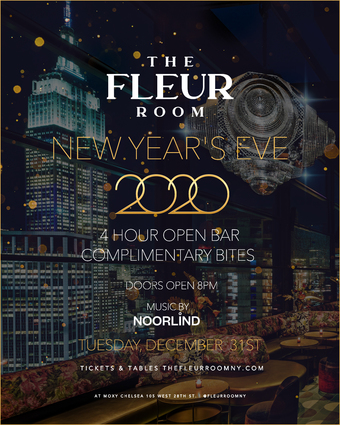 THE
FLEUR
ROOM
NEW YEAR'S EVE
2020
4 HOUR OPEN BAR
COMPLIMENTARY BITES
DOORS OPEN 8PM
MUSIC BY
NOORLIND
TUESDAY, DECEMBER 31ST
TICKETS & TABLES THEFLEURROOMNY.COM
AT MOXY CHELSEA 105 WEST 28TH ST. | @FLEURROOMNY